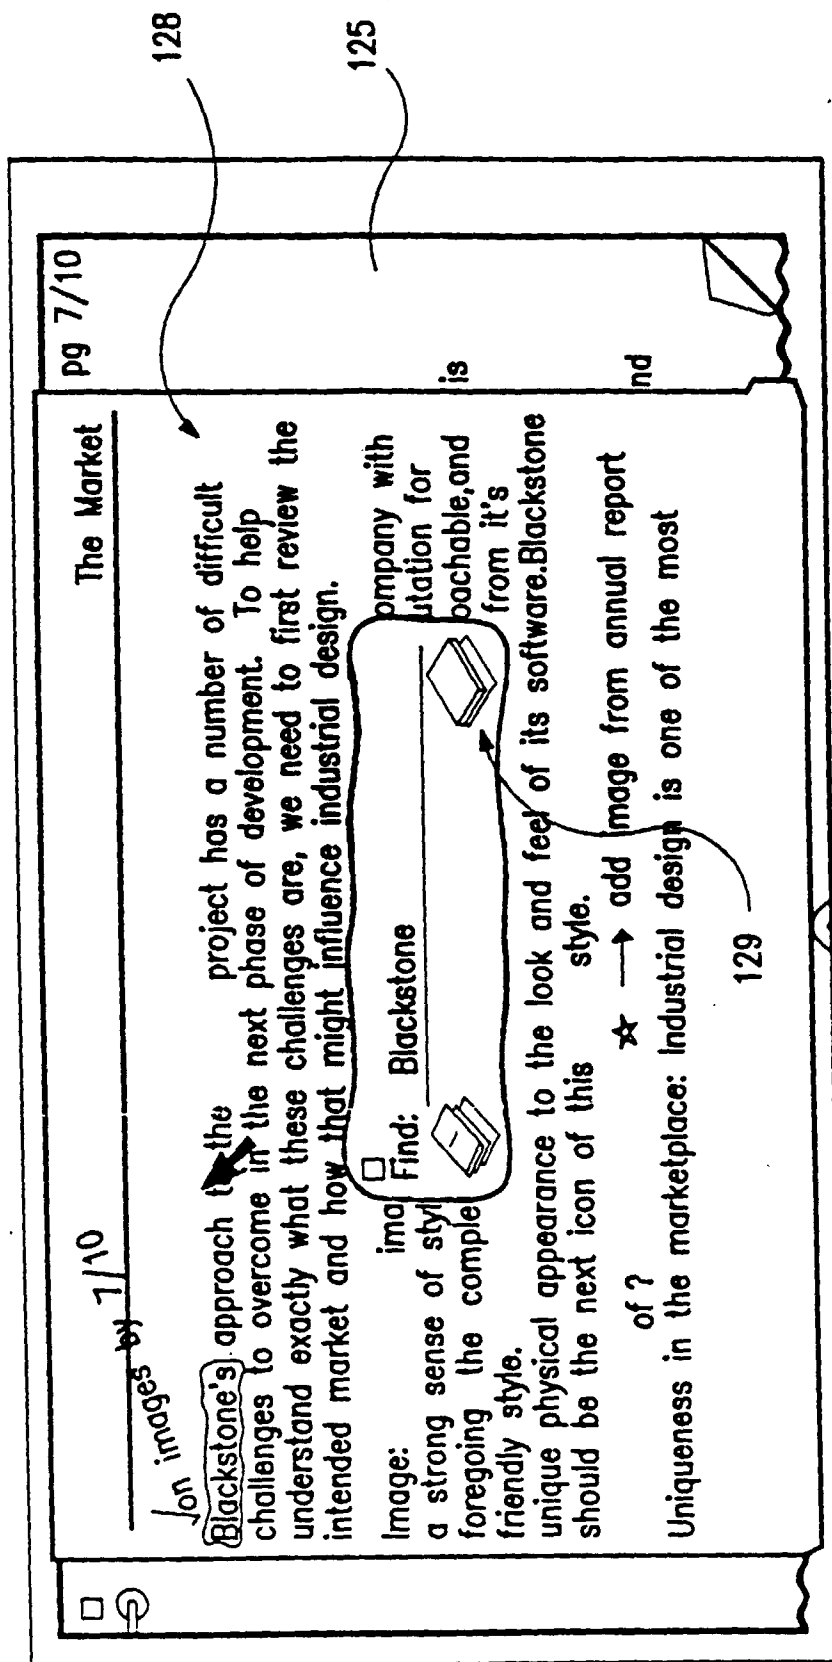 128
125
pg 7/10
The Market
√on images by 7/10
Blackstone's approach t the project has a number of difficult
challenges to overcome in the next phase of development. To help
understand exactly what these challenges are, we need to first review the
intended market and how that might influence industrial design.
Image: ima ompany with
a strong sense of styl utation for
foregoing the comple oachable,and is
friendly style. from it's
Find: Blackstone
unique physical appearance to the look and feel of its software.Blackstone
should be the next icon of this style.
of ? ☆ → add image from annual report nd
Uniqueness in the marketplace: Industrial design is one of the most
129